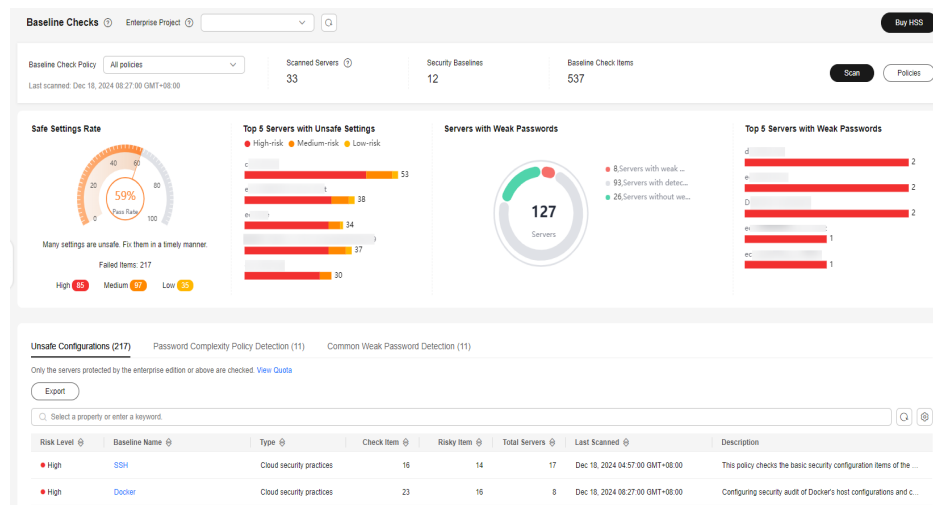 Baseline Checks ? Enterprise Project ?
Buy HSS
Baseline Check Policy All policies
Last scanned: Dec 18, 2024 08:27:00 GMT+08:00
Scanned Servers ?
33
Security Baselines
12
Baseline Check Items
537
Scan Policies
Safe Settings Rate
0 20 40 60 80 100
59%
Pass Rate
Many settings are unsafe. Fix them in a timely manner.
Failed Items: 217
High 85 Medium 97 Low 35
Top 5 Servers with Unsafe Settings
High-risk Medium-risk Low-risk
c
53
e t
38
e
34
37
30
Servers with Weak Passwords
127
Servers
8,Servers with weak ...
93,Servers with detec...
26,Servers without we...
Top 5 Servers with Weak Passwords
d
2
e
2
D
2
e
1
ec
1
Unsafe Configurations (217) Password Complexity Policy Detection (11) Common Weak Password Detection (11)
Only the servers protected by the enterprise edition or above are checked. View Quota
Export
Select a property or enter a keyword.
Risk Level Baseline Name Type Check Item Risky Item Total Servers Last Scanned Description
High SSH Cloud security practices 16 14 17 Dec 18, 2024 04:57:00 GMT+08:00 This policy checks the basic security configuration items of the ...
High Docker Cloud security practices 23 16 8 Dec 18, 2024 08:27:00 GMT+08:00 Configuring security audit of Docker's host configurations and c...